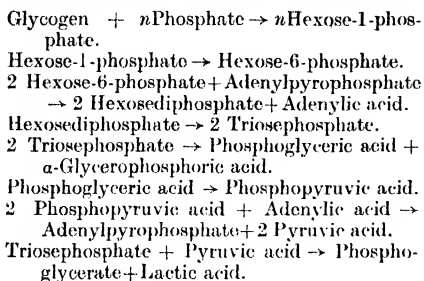 Glycogen + nPhosphate → nHexose-1-phos-
phate.
Hexose-1-phosphate → Hexose-6-phosphate.
2 Hexose-6-phosphate+Adenylpyrophosphate
→ 2 Hexosediphosphate+Adenylic acid.
Hexosediphosphate → 2 Triosephosphate.
2 Triosephosphate → Phosphoglyceric acid +
α-Glycerophosphoric acid.
Phosphoglyceric acid → Phosphopyruvic acid.
2 Phosphopyruvic acid + Adenylic acid →
Adenylpyrophosphate+2 Pyruvic acid.
Triosephosphate + Pyruvic acid → Phospho-
glycerate+Lactic acid.